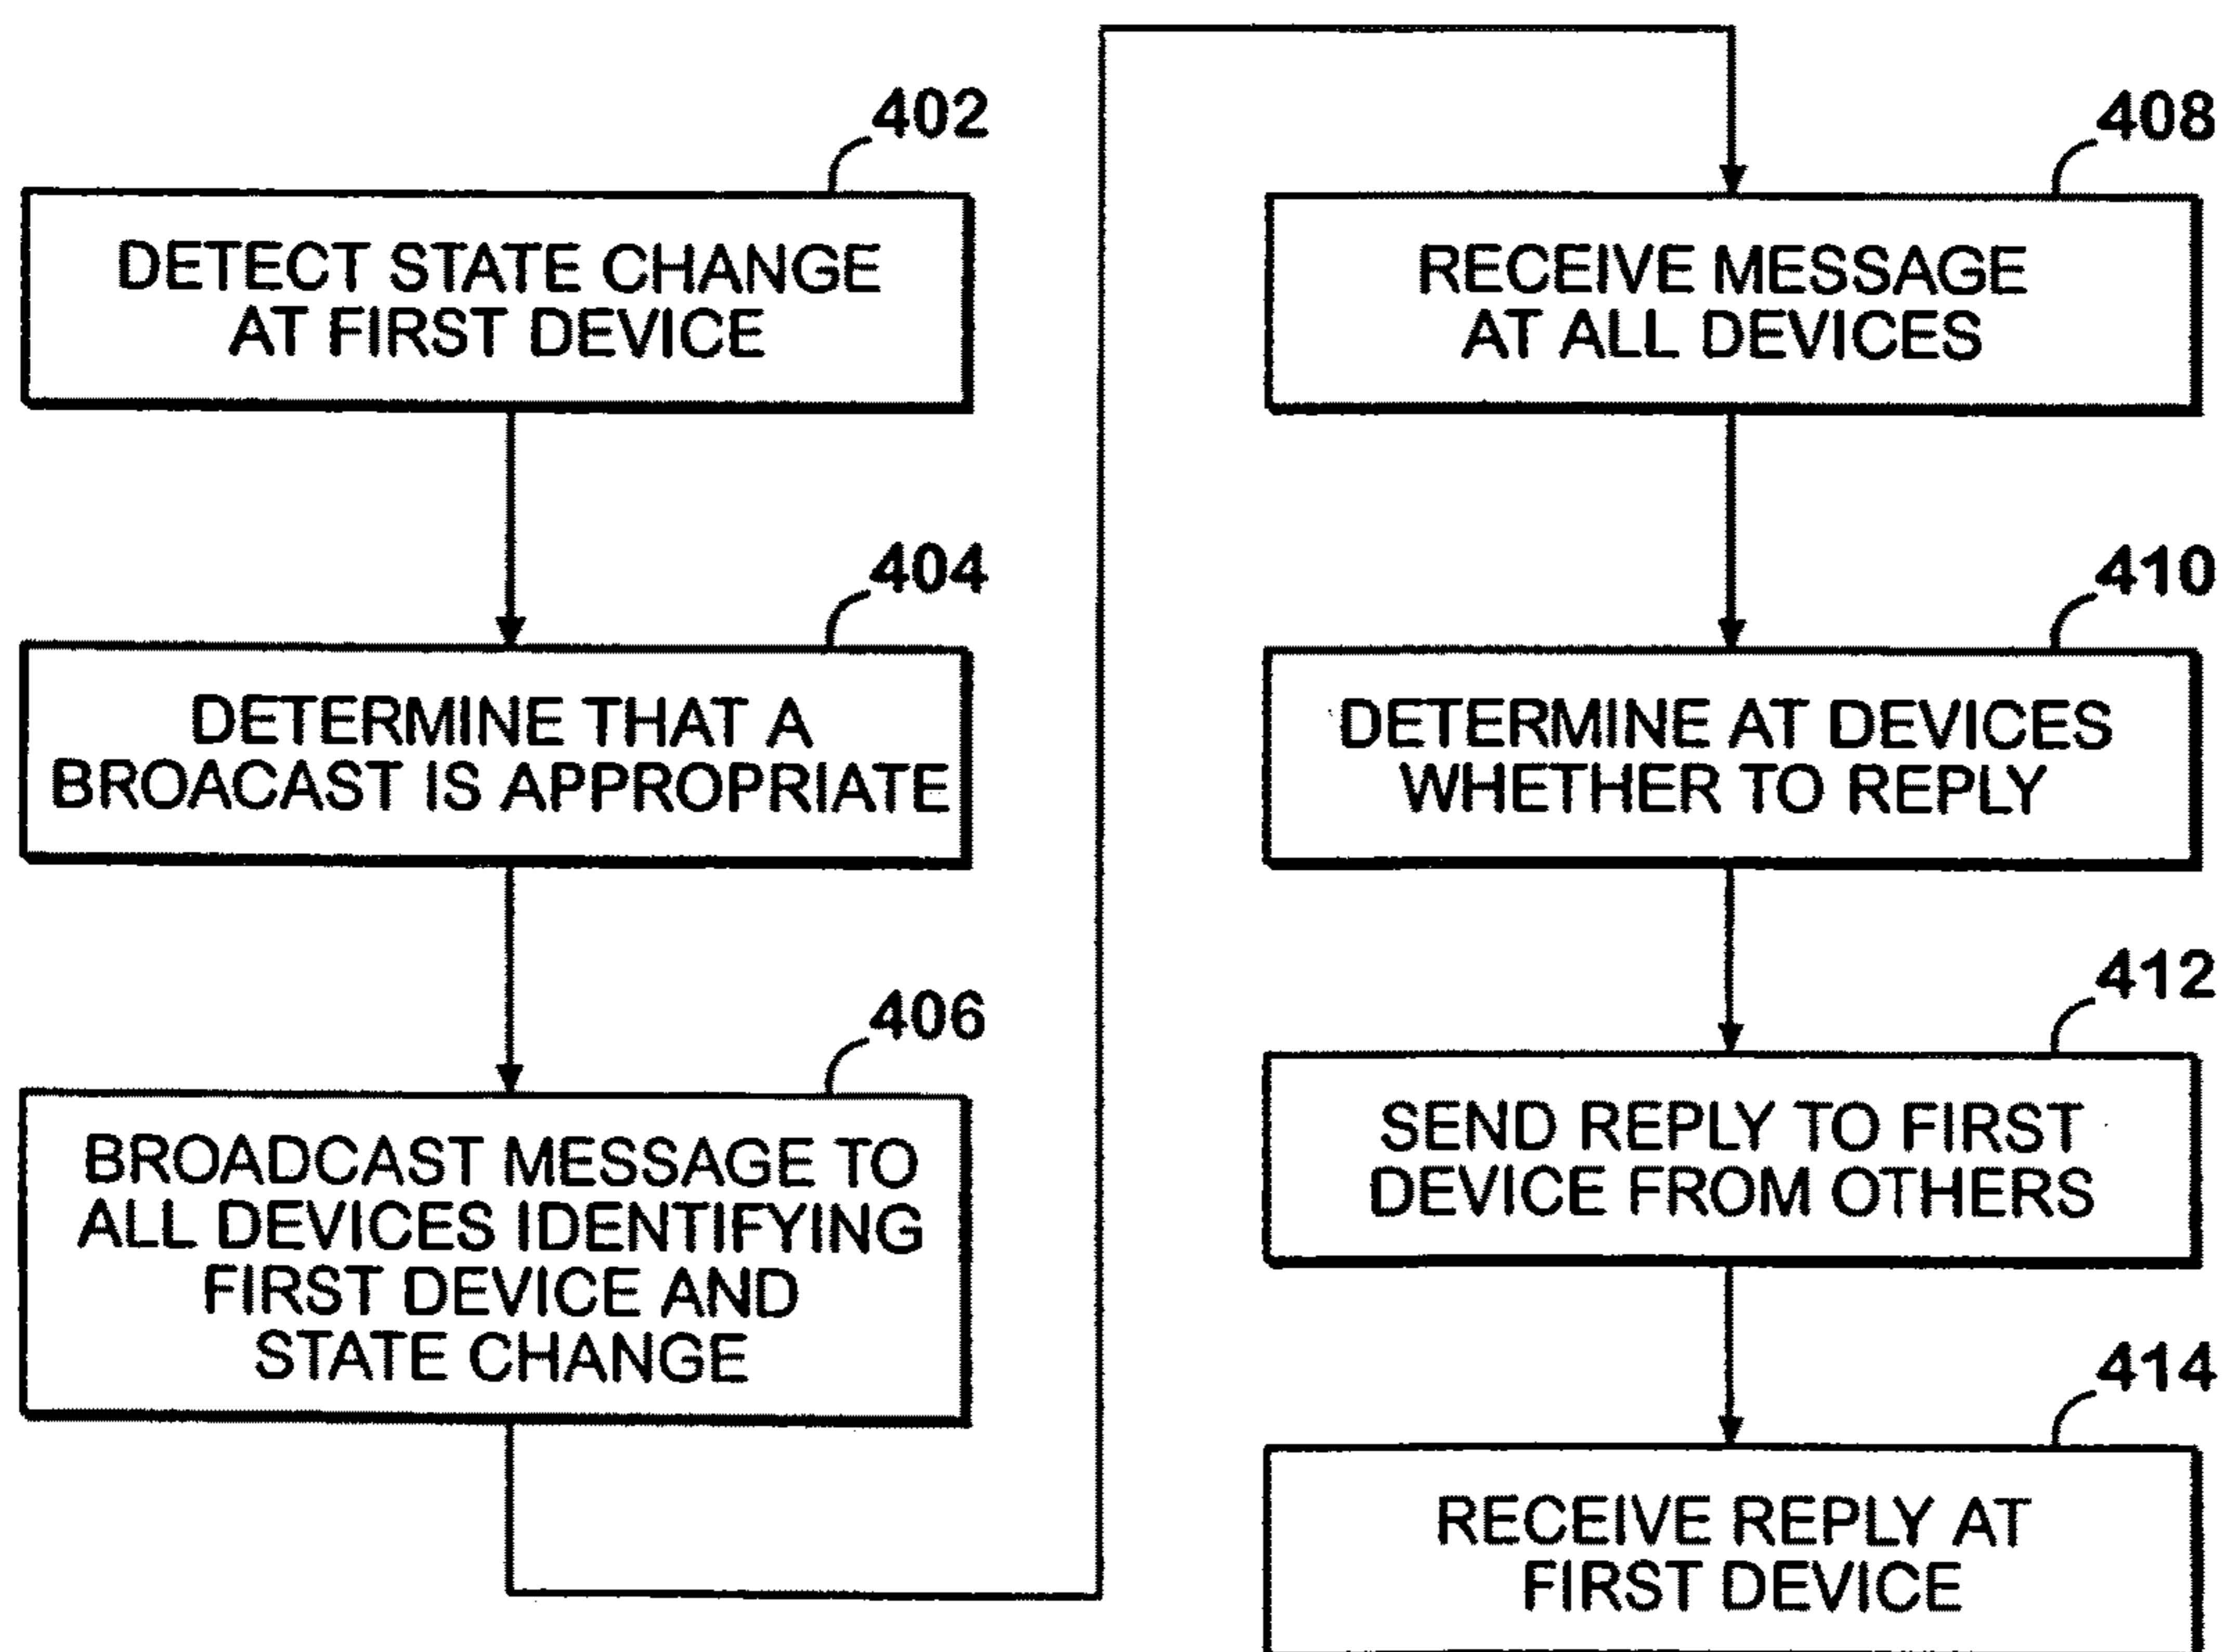 402
DETECT STATE CHANGE
AT FIRST DEVICE
404
DETERMINE THAT A
BROACAST IS APPROPRIATE
406
BROADCAST MESSAGE TO
ALL DEVICES IDENTIFYING
FIRST DEVICE AND
STATE CHANGE
408
RECEIVE MESSAGE
AT ALL DEVICES
410
DETERMINE AT DEVICES
WHETHER TO REPLY
412
SEND REPLY TO FIRST
DEVICE FROM OTHERS
414
RECEIVE REPLY AT
FIRST DEVICE